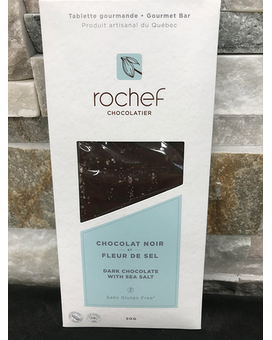 Tablette gourmande • Gourmet Bar
Produit artisanal du Québec
rochef
CHOCOLATIER
CHOCOLAT NOIR
ET
FLEUR DE SEL
DARK CHOCOLATE
WITH SEA SALT
Sans Gluten Free